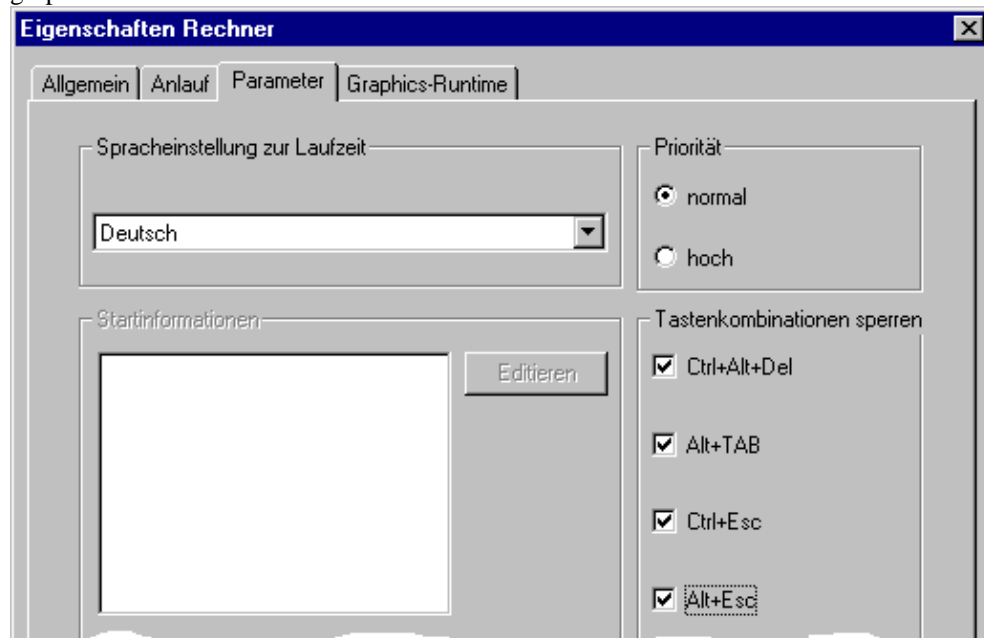 Eigenschaften Rechner
Allgemein Anlauf Parameter Graphics-Runtime
Spracheinstellung zur Laufzeit
Deutsch
Priorität
normal
hoch
Startinformationen
Editieren
Tastenkombinationen sperren
Ctrl+Alt+Del
Alt+TAB
Ctrl+Esc
Alt+Esc